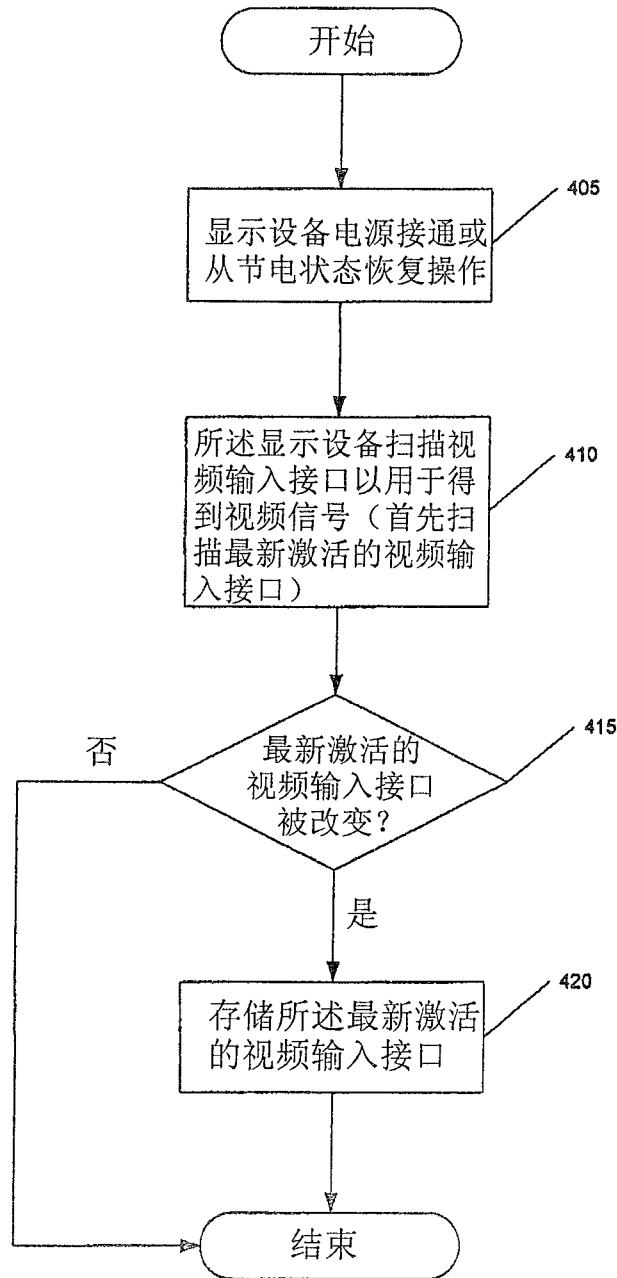 开始
405
显示设备电源接通或
从节电状态恢复操作
410
所述显示设备扫描视
频输入接口以用于得
到视频信号（首先扫
描最新激活的视频输
入接口）
415
最新激活的
视频输入接口
被改变？
否
是
420
存储所述最新激活
的视频输入接口
结束